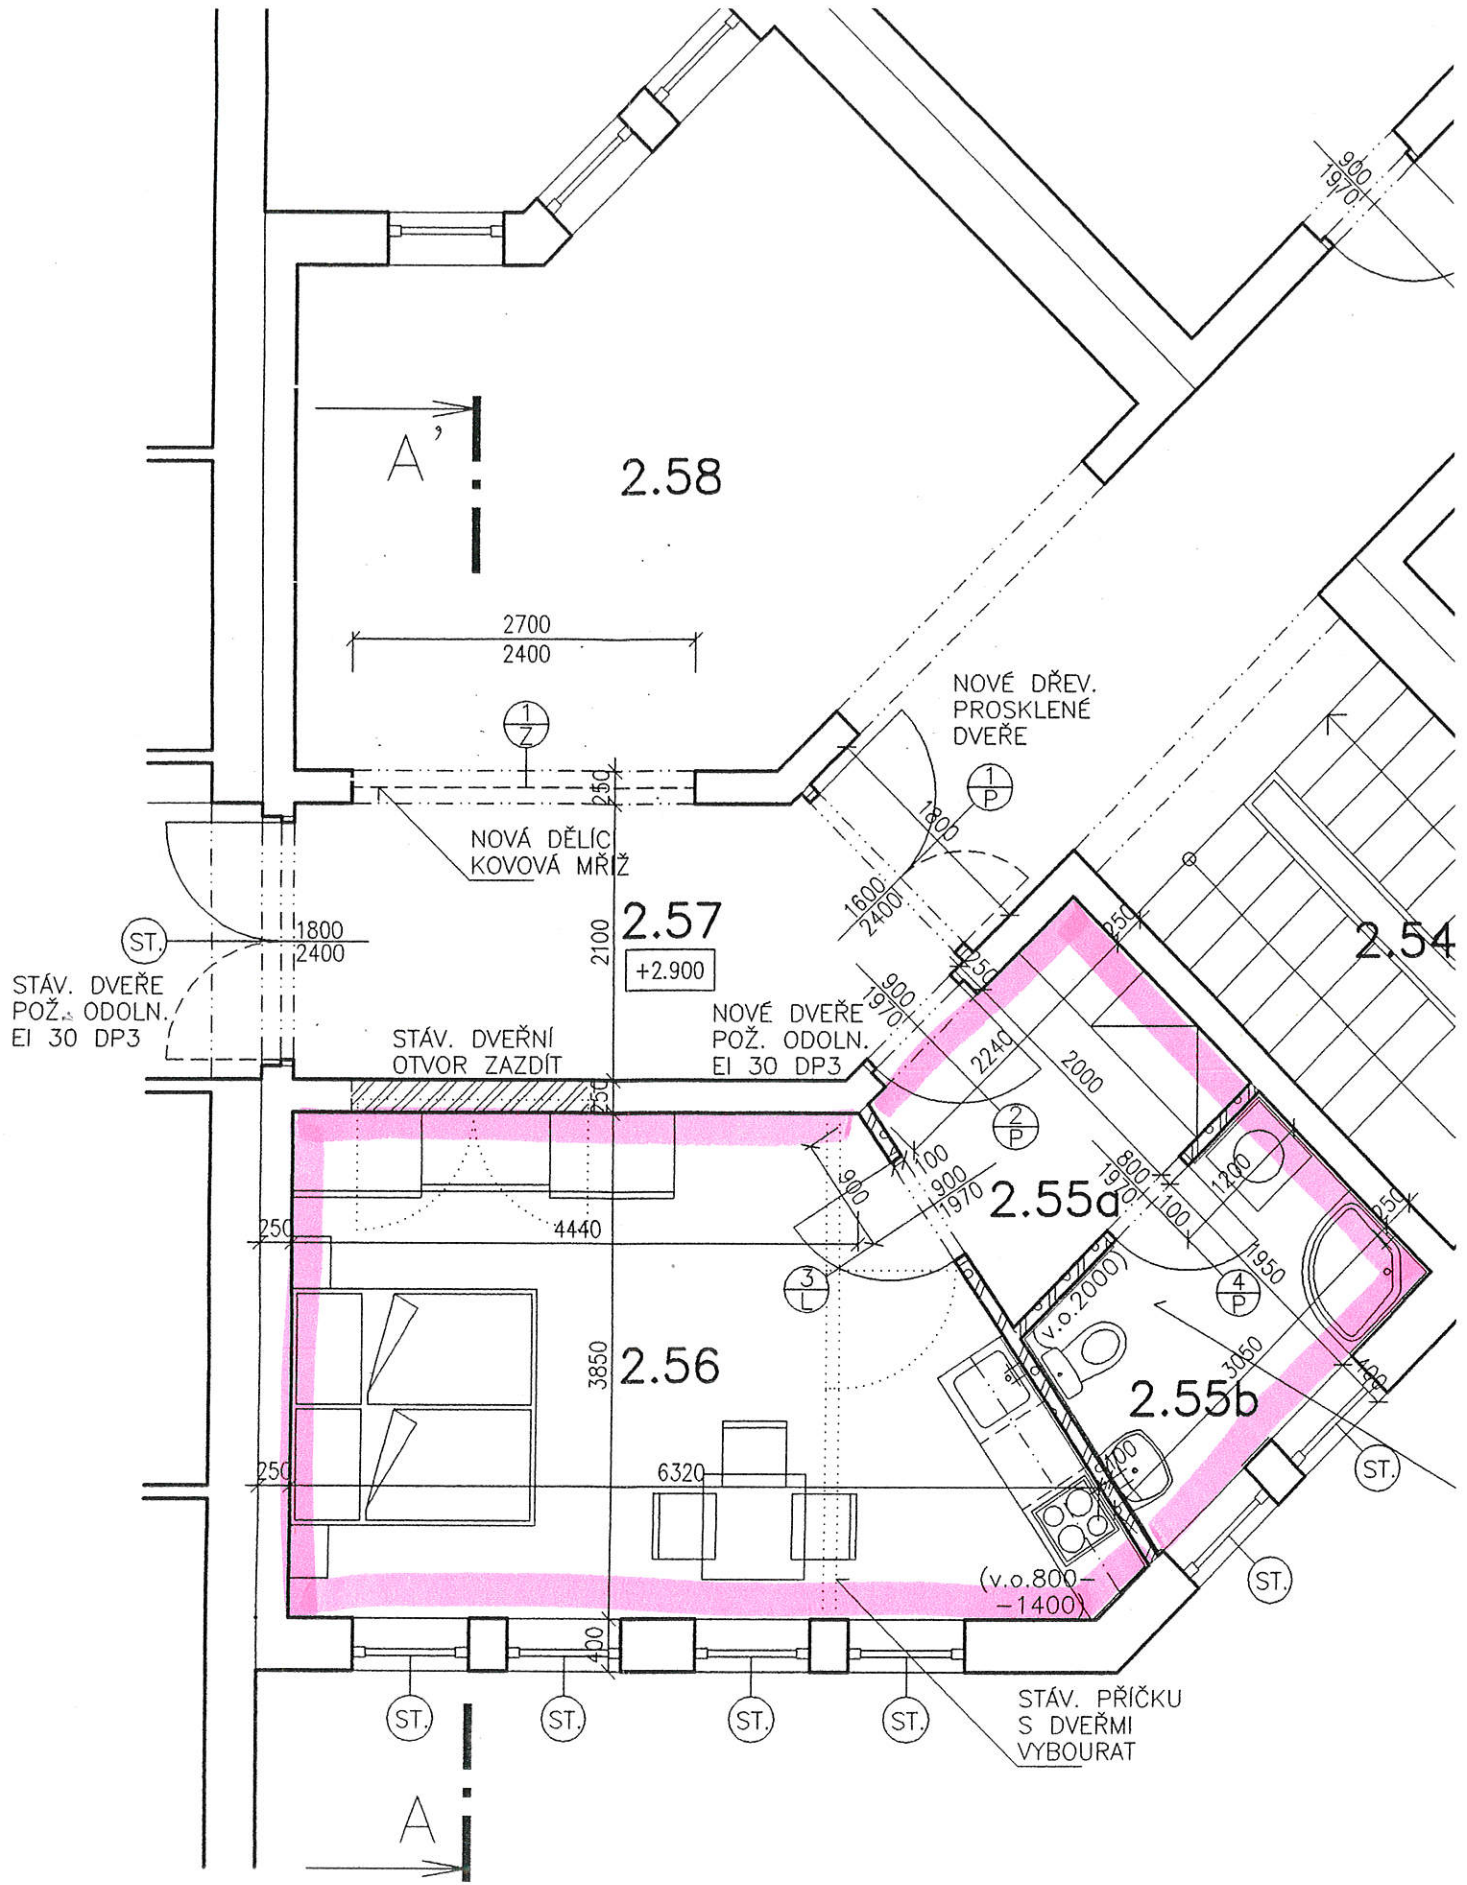 900
1970
A'
2.58
2700
2400
NOVÉ DŘEV.
PROSKLENÉ
DVEŘE
1
Z
1
P
250
1800
NOVÁ DĚLÍC
KOVOVÁ MŘÍŽ
1600
2400
2.57
+2.900
2100
250
2.54
ST.
1800
2400
STÁV. DVEŘE
POŽ. ODOLN.
EI 30 DP3
250
900
1970
NOVÉ DVEŘE
POŽ. ODOLN.
EI 30 DP3
STÁV. DVEŘNÍ
OTVOR ZAZDÍT
250
2240
2000
2
P
100
900
1970
900
800
1970
100
1200
2.55a
250
250
4440
3
L
4
P
1950
(v.o.2000)
3850
2.56
3050
2.55b
400
250
6320
100
ST.
(v.o.800-
-1400)
ST.
400
ST.
ST.
ST.
ST.
STÁV. PŘÍČKU
S DVEŘMI
VYBOURAT
A